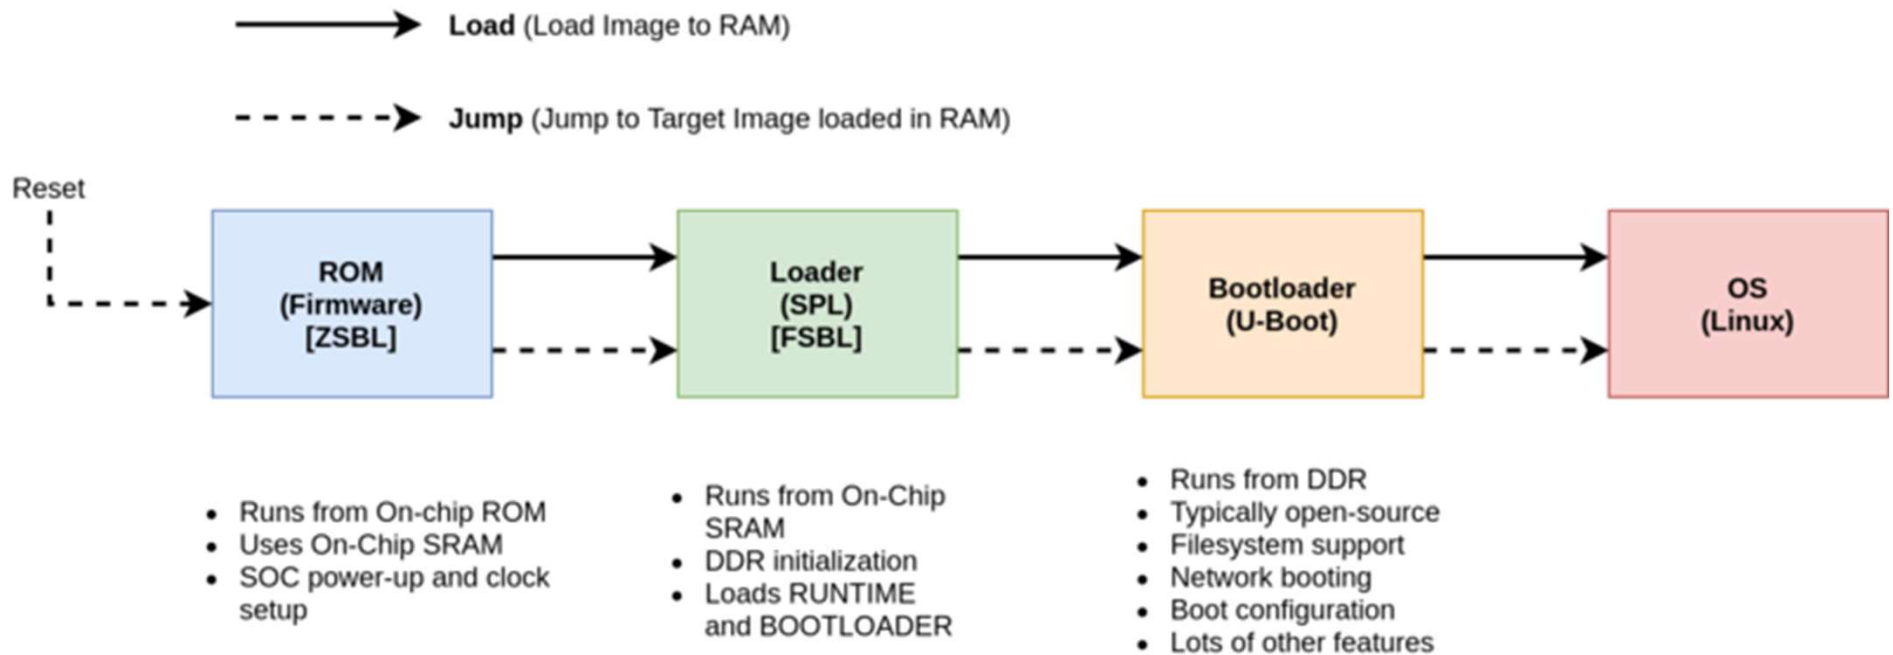 Load (Load Image to RAM)
Jump (Jump to Target Image loaded in RAM)
Reset
ROM
(Firmware)
[ZSBL]
Loader
(SPL)
[FSBL]
Bootloader
(U-Boot)
OS
(Linux)
• Runs from On-chip ROM
• Uses On-Chip SRAM
• SOC power-up and clock
setup
• Runs from On-Chip
SRAM
• DDR initialization
• Loads RUNTIME
and BOOTLOADER
• Runs from DDR
• Typically open-source
• Filesystem support
• Network booting
• Boot configuration
• Lots of other features